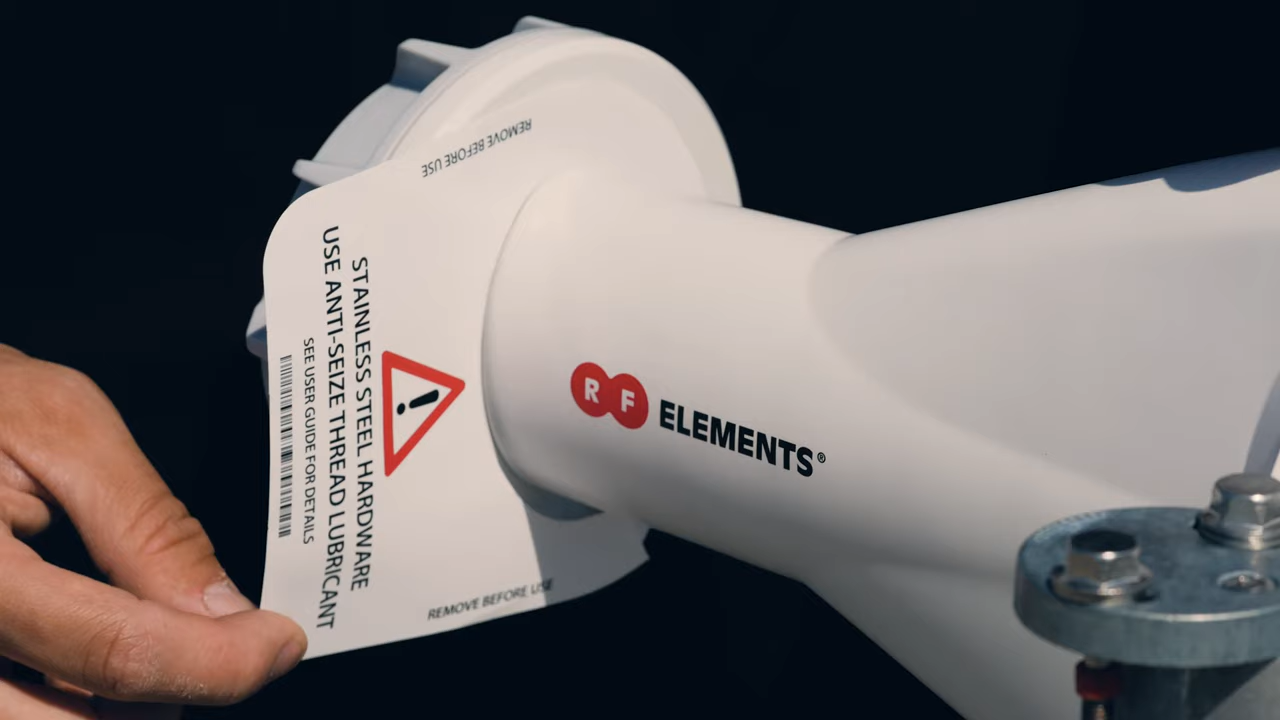 REMOVE BEFORE USE
STAINLESS STEEL HARDWARE
USE ANTI-SEIZE THREAD LUBRICANT
SEE USER GUIDE FOR DETAILS
REMOVE BEFORE USE
RF ELEMENTS®